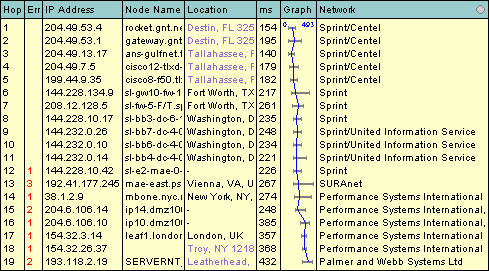 Hop Err IP Address Node Name Location ms Graph Network
0 493
1 204.49.53.4 rocket.gnt.ne Destin, FL 325 154 Sprint/Centel
2 204.49.53.1 gateway.gnt. Destin, FL 325 195 Sprint/Centel
3 204.49.13.17 ans-gulfnet.f Tallahassee, F 140 Sprint/Centel
4 204.49.7.5 cisco12-tlxd- Tallahassee, F 179 Sprint/Centel
5 199.44.9.35 cisco8-f50.tl Tallahassee, F 182 Sprint/Centel
6 144.228.134.9 sl-gw10-fw-1 Fort Worth, TX 217 Sprint
7 208.12.128.5 sl-fw5-F/T.sp Fort Worth, TX 261 Sprint
8 144.228.10.17 sl-bb3-dc-6-1 Washington, D 235 Sprint
9 144.232.0.26 sl-bb7-dc-4-0 Washington, D 248 Sprint/United Information Service
10 144.232.0.10 sl-bb6-dc-4-0 Washington, D 234 Sprint/United Information Service
11 144.232.0.14 sl-bb4-dc-4-0 Washington, D 221 Sprint/United Information Service
12 1 144.228.10.42 sl-e2-mae-0- - 226 Sprint
13 3 192.41.177.245 mae-east.ps Vienna, VA, U 267 SURAnet
14 1 38.1.2.9 mbone.nyc.n New York, NY, 274 Performance Systems International
15 2 204.6.106.14 ip14.dmz100 - 248 Performance Systems International,
16 1 204.6.106.10 ip10.dmz100 - 385 Performance Systems International,
17 154.32.3.14 leaf1.london London, UK 357 Performance Systems International
18 1 154.32.26.37 Troy, NY 1218 368 Performance Systems International
19 2 193.118.2.19 SERVERNT_ Leatherhead, 432 Palmer and Webb Systems Ltd